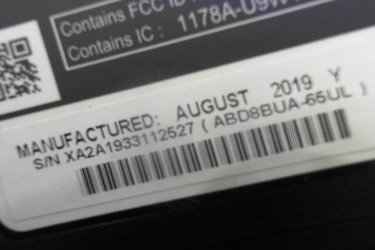 Contains FCC ID
Contains IC : 1178A-U9W
MANUFACTURED: AUGUST 2019 Y
S/N XA2A1933112527 ( ABD8BUA-65UL )